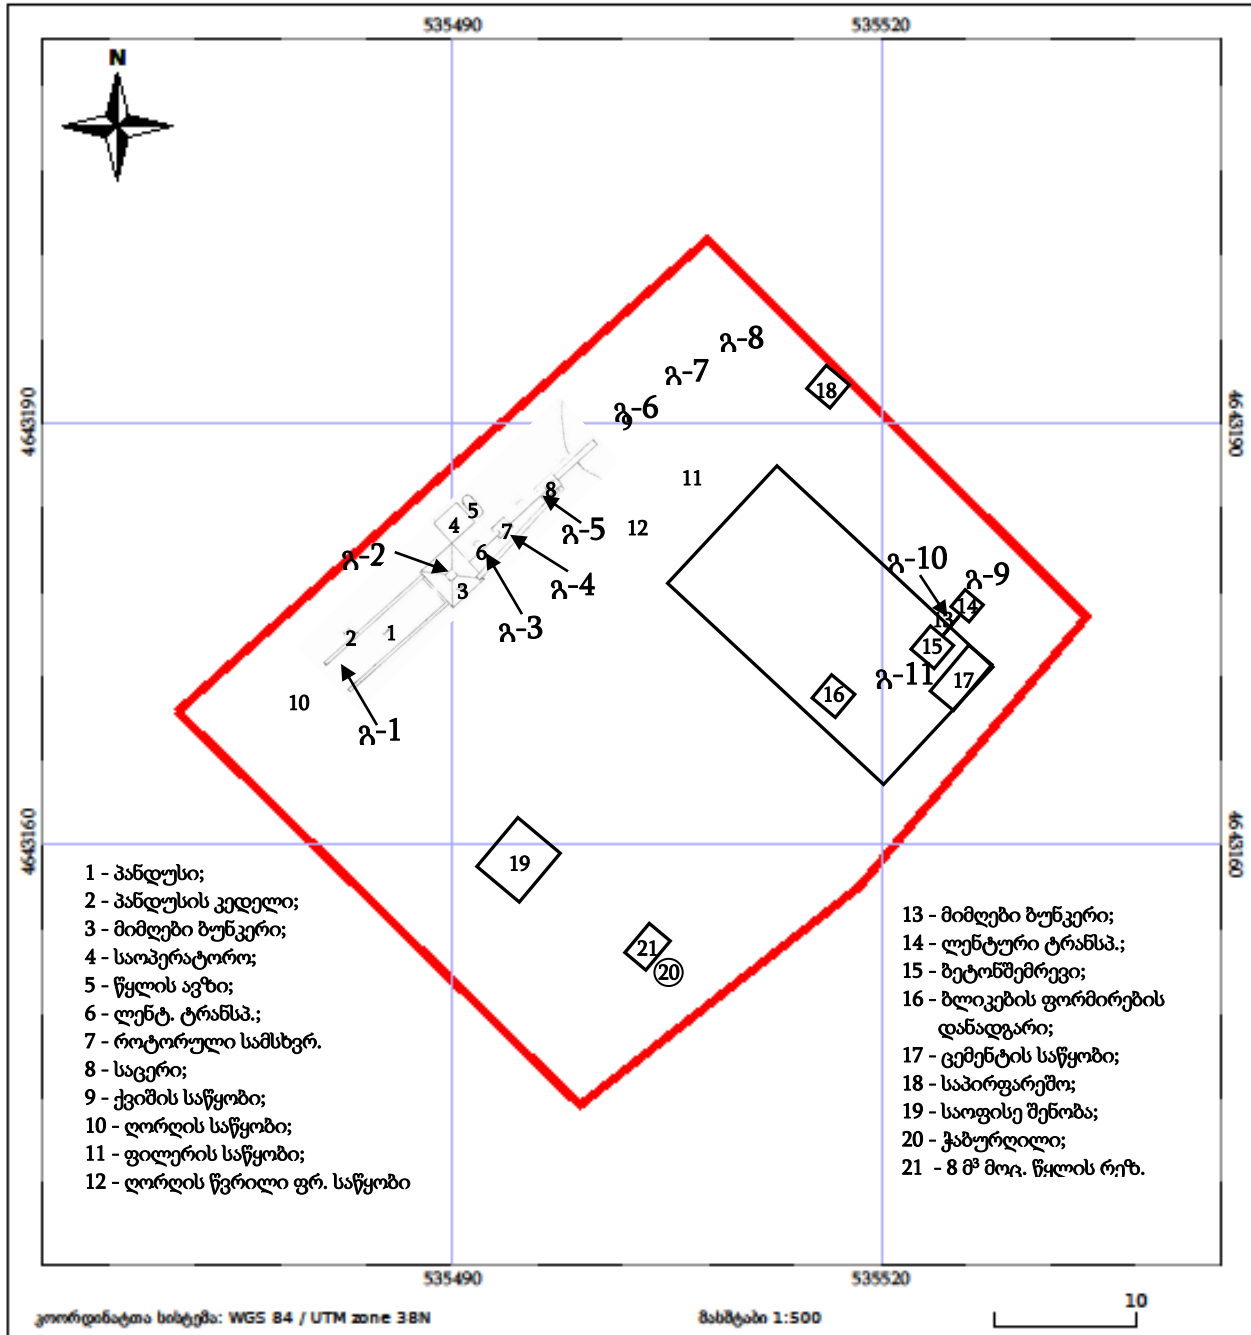 535490 535520
N
გ-8
გ-7
18
გ-6
9
4643190 4643190
11
8
5
4
12
7
გ-5
გ-2
6
გ-10
გ-9
3
გ-4
14
13
გ-3
1
2
15
გ-11
17
16
10
გ-1
19
4643160 4643160
21
20
1 - პანდუსი;
2 - პანდუსის კედელი;
3 - მიმღები ბუნკერი;
4 - საოპერატორო;
5 - წყლის ავზი;
6 - ლენტ. ტრანსპ.;
7 - როტორული სამსხვრ.
8 - საცერი;
9 - ქვიშის საწყობი;
10 - ღორღის საწყობი;
11 - ფილერის საწყობი;
12 - ღორღის წვრილი ფრ. საწყობი
13 - მიმღები ბუნკერი;
14 - ლენტური ტრანსპ.;
15 - ბეტონშემრევი;
16 - ბლიკების ფორმირების
დანადგარი;
17 - ცემენტის საწყობი;
18 - საპირფარეშო;
19 - საოფისე შენობა;
20 - ჭაბურღილი;
21 - 8 მ³ მოც. წყლის რეზ.
535490 535520
კოორდინატთა სისტემა: WGS 84 / UTM zone 38N
მასშტაბი 1:500
10